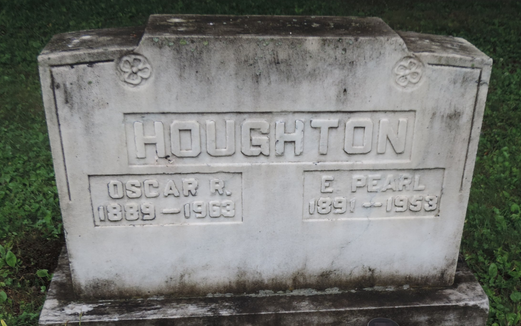 HOUGHTON
OSCAR R.
1889–1963
E. PEARL
1891–1953